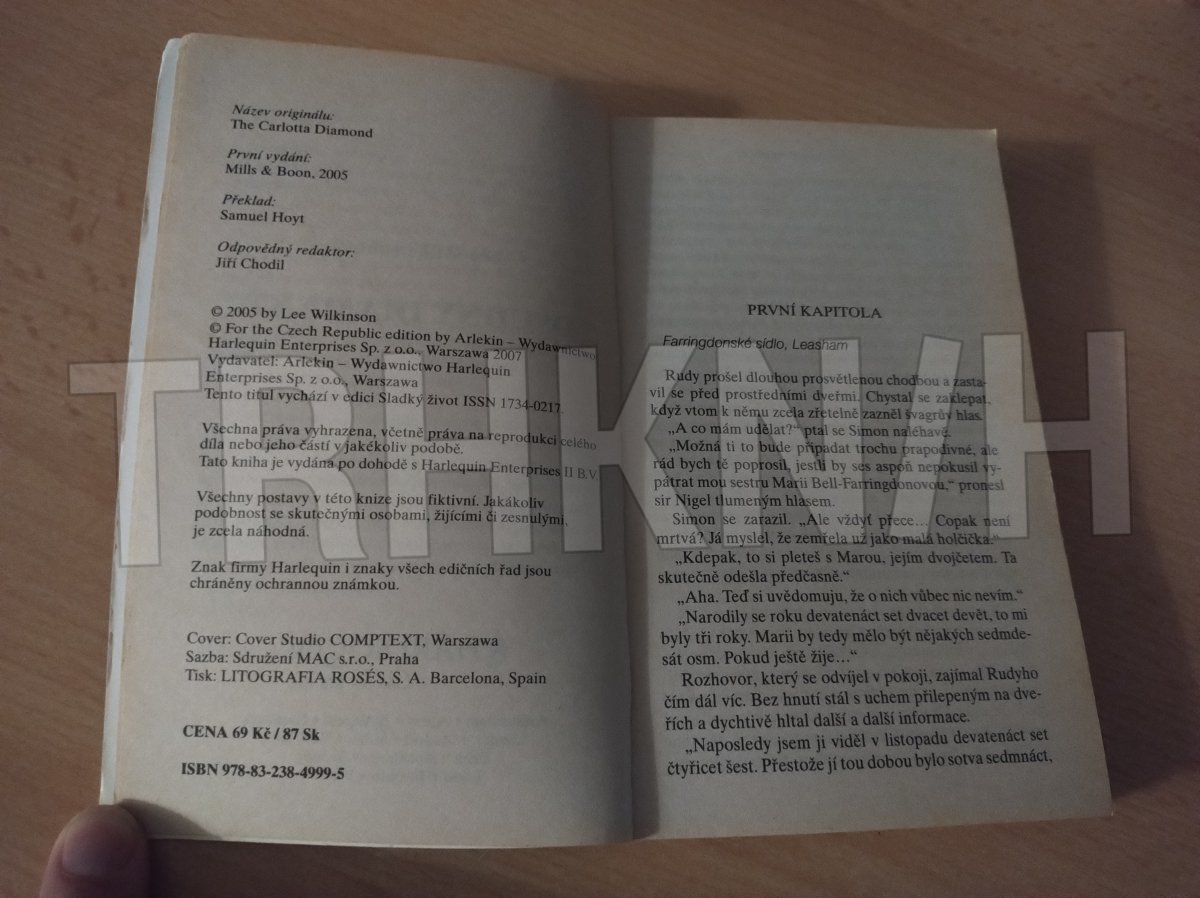 Název originálu:
The Carlotta Diamond
První vydání:
Mills & Boon, 2005
Překlad:
Samuel Hoyt
Odpovědný redaktor:
Jiří Chodil
© 2005 by Lee Wilkinson
© For the Czech Republic edition by Arlekin – Wydawnictwo
Harlequin Enterprises Sp. z o.o., Warszawa 2007
Vydavatel: Arlekin – Wydawnictwo Harlequin
Enterprises Sp. z o.o., Warszawa
Tento titul vychází v edici Sladký život ISSN 1734-0217.
Všechna práva vyhrazena, včetně práva na reprodukci celého
díla nebo jeho částí v jakékoliv podobě.
Tato kniha je vydána po dohodě s Harlequin Enterprises II B.V.
Všechny postavy v této knize jsou fiktivní. Jakákoliv
podobnost se skutečnými osobami, žijícími či zesnulými,
je zcela náhodná.
Znak firmy Harlequin i znaky všech edičních řad jsou
chráněny ochrannou známkou.
Cover: Cover Studio COMPTEXT, Warszawa
Sazba: Sdružení MAC s.r.o., Praha
Tisk: LITOGRAFIA ROSÉS, S. A. Barcelona, Spain
CENA 69 Kč / 87 Sk
ISBN 978-83-238-4999-5
PRVNÍ KAPITOLA
Farringdonské sídlo, Leasham
Rudy prošel dlouhou prosvětlenou chodbou a zasta-
vil se před prostředními dveřmi. Chystal se zaklepat,
když vtom k němu zcela zřetelně zazněl švagrův hlas.
„A co mám udělat?“ ptal se Simon naléhavě.
„Možná ti to bude připadat trochu prapodivné, ale
rád bych tě poprosil, jestli by ses aspoň nepokusil vy-
pátrat mou sestru Marii Bell-Farringdonovou,“ pronesl
sir Nigel tlumeným hlasem.
Simon se zarazil. „Ale vždyť přece… Copak není
mrtvá? Já myslel, že zemřela už jako malá holčička.“
„Kdepak, to si pleteš s Marou, jejím dvojčetem. Ta
skutečně odešla předčasně.“
„Aha. Teď si uvědomuju, že o nich vůbec nic nevím.“
„Narodily se roku devatenáct set dvacet devět, to mi
byly tři roky. Marii by tedy mělo být nějakých sedmde-
sát osm. Pokud ještě žije…“
Rozhovor, který se odvíjel v pokoji, zajímal Rudyho
čím dál víc. Bez hnutí stál s uchem přilepeným na dve-
řích a dychtivě hltal další a další informace.
„Naposledy jsem ji viděl v listopadu devatenáct set
čtyřicet šest. Přestože jí tou dobou bylo sotva sedmnáct,